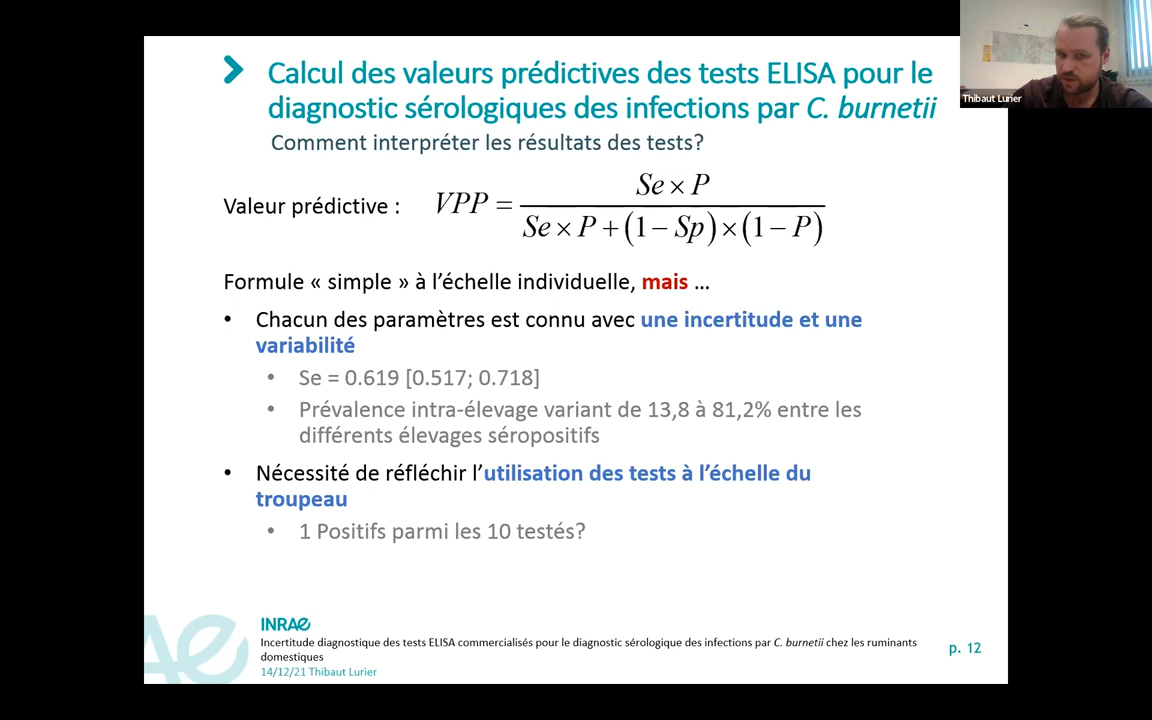 Calcul des valeurs prédictives des tests ELISA pour le
diagnostic sérologiques des infections par C. burnetii
Comment interpréter les résultats des tests?
Thibaut Lurier
Valeur prédictive : VPP = Se × P / Se × P + (1 − Sp) × (1 − P)
Formule « simple » à l'échelle individuelle, mais ...
• Chacun des paramètres est connu avec une incertitude et une
variabilité
• Se = 0.619 [0.517; 0.718]
• Prévalence intra-élevage variant de 13,8 à 81,2% entre les
différents élevages séropositifs
• Nécessité de réfléchir l'utilisation des tests à l'échelle du
troupeau
• 1 Positifs parmi les 10 testés?
INRAE
Incertitude diagnostique des tests ELISA commercialisés pour le diagnostic sérologique des infections par C. burnetii chez les ruminants
domestiques
14/12/21 Thibaut Lurier
p. 12